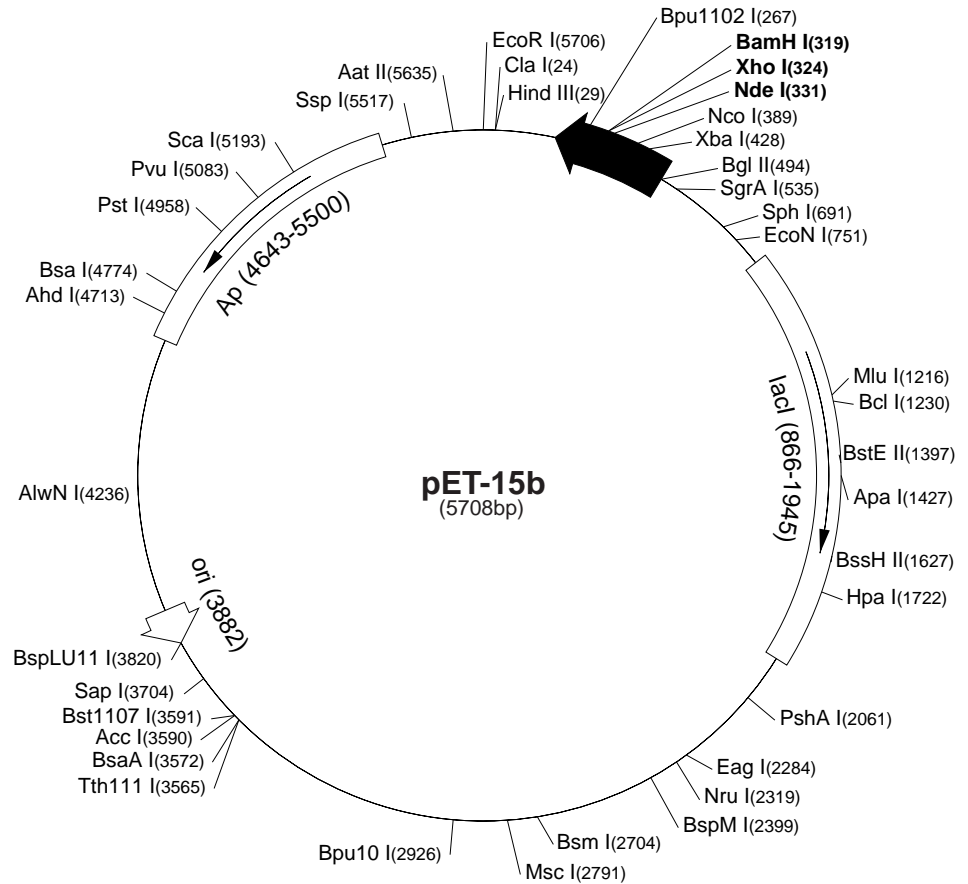 Bpu1102 I(267)
EcoR I(5706)
BamH I(319)
Cla I(24)
Xho I(324)
Aat II(5635)
Hind III(29)
Nde I(331)
Ssp I(5517)
Nco I(389)
Sca I(5193)
Xba I(428)
Pvu I(5083)
Bgl II(494)
SgrA I(535)
Pst I(4958)
Sph I(691)
EcoN I(751)
Ap (4643-5500)
Bsa I(4774)
Ahd I(4713)
Mlu I(1216)
Bcl I(1230)
lacI (866-1945)
BstE II(1397)
pET-15b
AlwN I(4236)
Apa I(1427)
(5708bp)
BssH II(1627)
Hpa I(1722)
ori (3882)
BspLU11 I(3820)
Sap I(3704)
Bst1107 I(3591)
PshA I(2061)
Acc I(3590)
BsaA I(3572)
Eag I(2284)
Tth111 I(3565)
Nru I(2319)
BspM I(2399)
Bsm I(2704)
Bpu10 I(2926)
Msc I(2791)